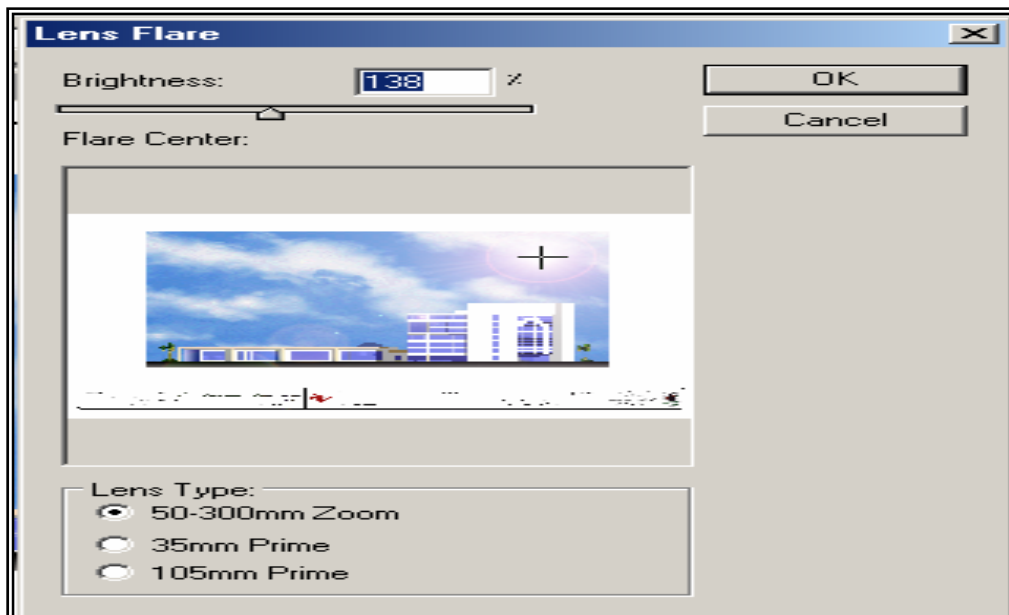 Lens Flare
Brightness: 138 %
OK
Cancel
Flare Center:
Lens Type:
50-300mm Zoom
35mm Prime
105mm Prime